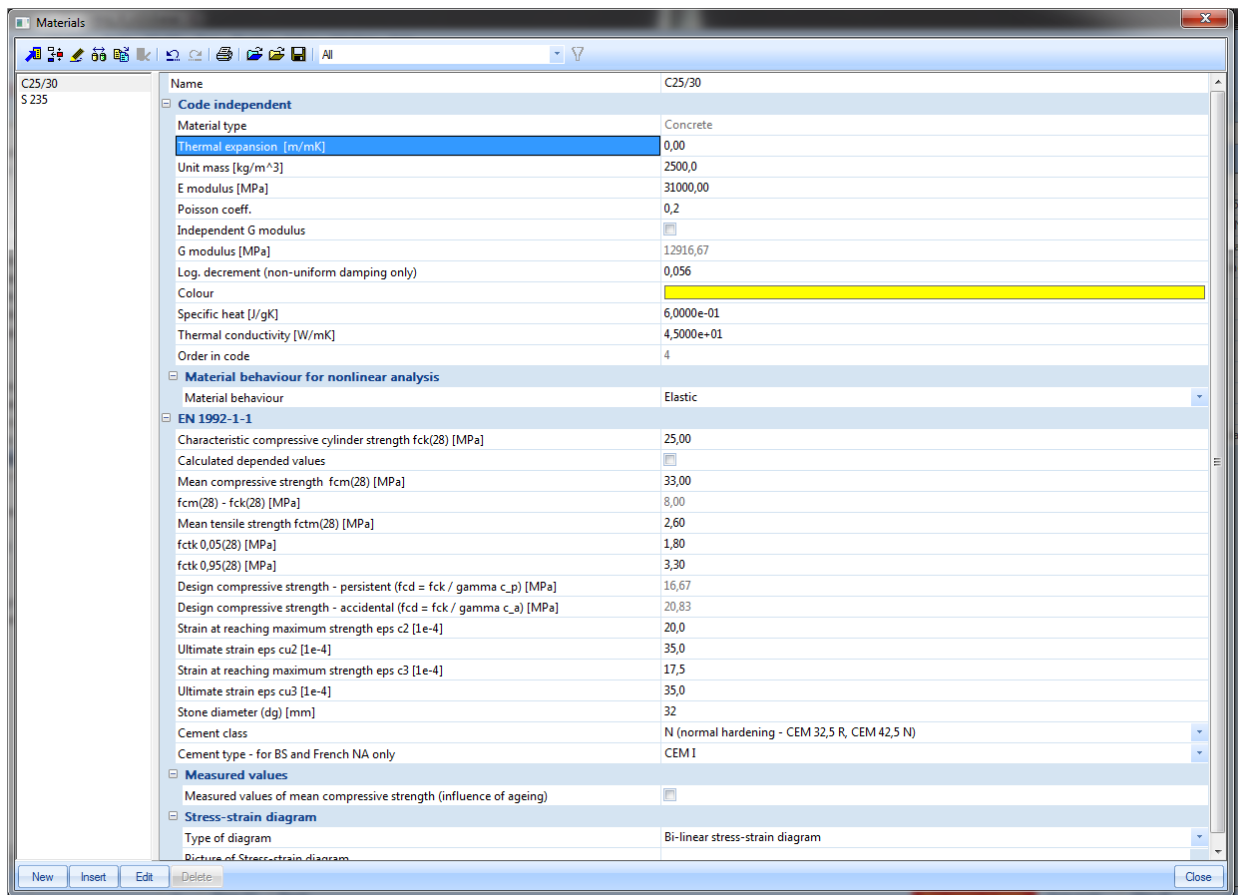 Materials
All
C25/30
S 235
Name C25/30
Code independent
Material type Concrete
Thermal expansion [m/mK] 0,00
Unit mass [kg/m^3] 2500,0
E modulus [MPa] 31000,00
Poisson coeff. 0,2
Independent G modulus
G modulus [MPa] 12916,67
Log. decrement (non-uniform damping only) 0,056
Colour
Specific heat [J/gK] 6,0000e-01
Thermal conductivity [W/mK] 4,5000e+01
Order in code 4
Material behaviour for nonlinear analysis
Material behaviour Elastic
EN 1992-1-1
Characteristic compressive cylinder strength fck(28) [MPa] 25,00
Calculated depended values
Mean compressive strength fcm(28) [MPa] 33,00
fcm(28) - fck(28) [MPa] 8,00
Mean tensile strength fctm(28) [MPa] 2,60
fctk 0,05(28) [MPa] 1,80
fctk 0,95(28) [MPa] 3,30
Design compressive strength - persistent (fcd = fck / gamma c_p) [MPa] 16,67
Design compressive strength - accidental (fcd = fck / gamma c_a) [MPa] 20,83
Strain at reaching maximum strength eps c2 [1e-4] 20,0
Ultimate strain eps cu2 [1e-4] 35,0
Strain at reaching maximum strength eps c3 [1e-4] 17,5
Ultimate strain eps cu3 [1e-4] 35,0
Stone diameter (dg) [mm] 32
Cement class N (normal hardening - CEM 32,5 R, CEM 42,5 N)
Cement type - for BS and French NA only CEM I
Measured values
Measured values of mean compressive strength (influence of ageing)
Stress-strain diagram
Type of diagram Bi-linear stress-strain diagram
Picture of Stress-strain diagram
New Insert Edit Delete Close